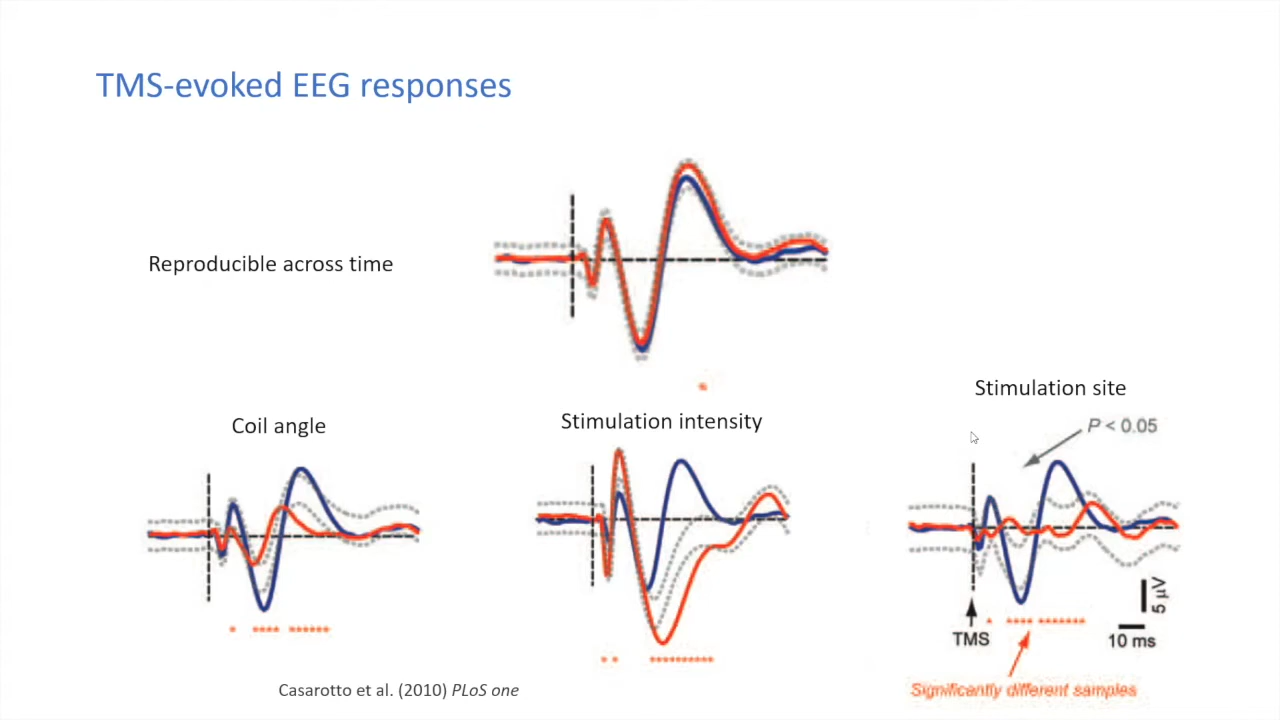 TMS-evoked EEG responses
Reproducible across time
Stimulation site
Coil angle
Stimulation intensity
P < 0.05
5 μV
TMS
10 ms
Significantly different samples
Casarotto et al. (2010) PLoS one